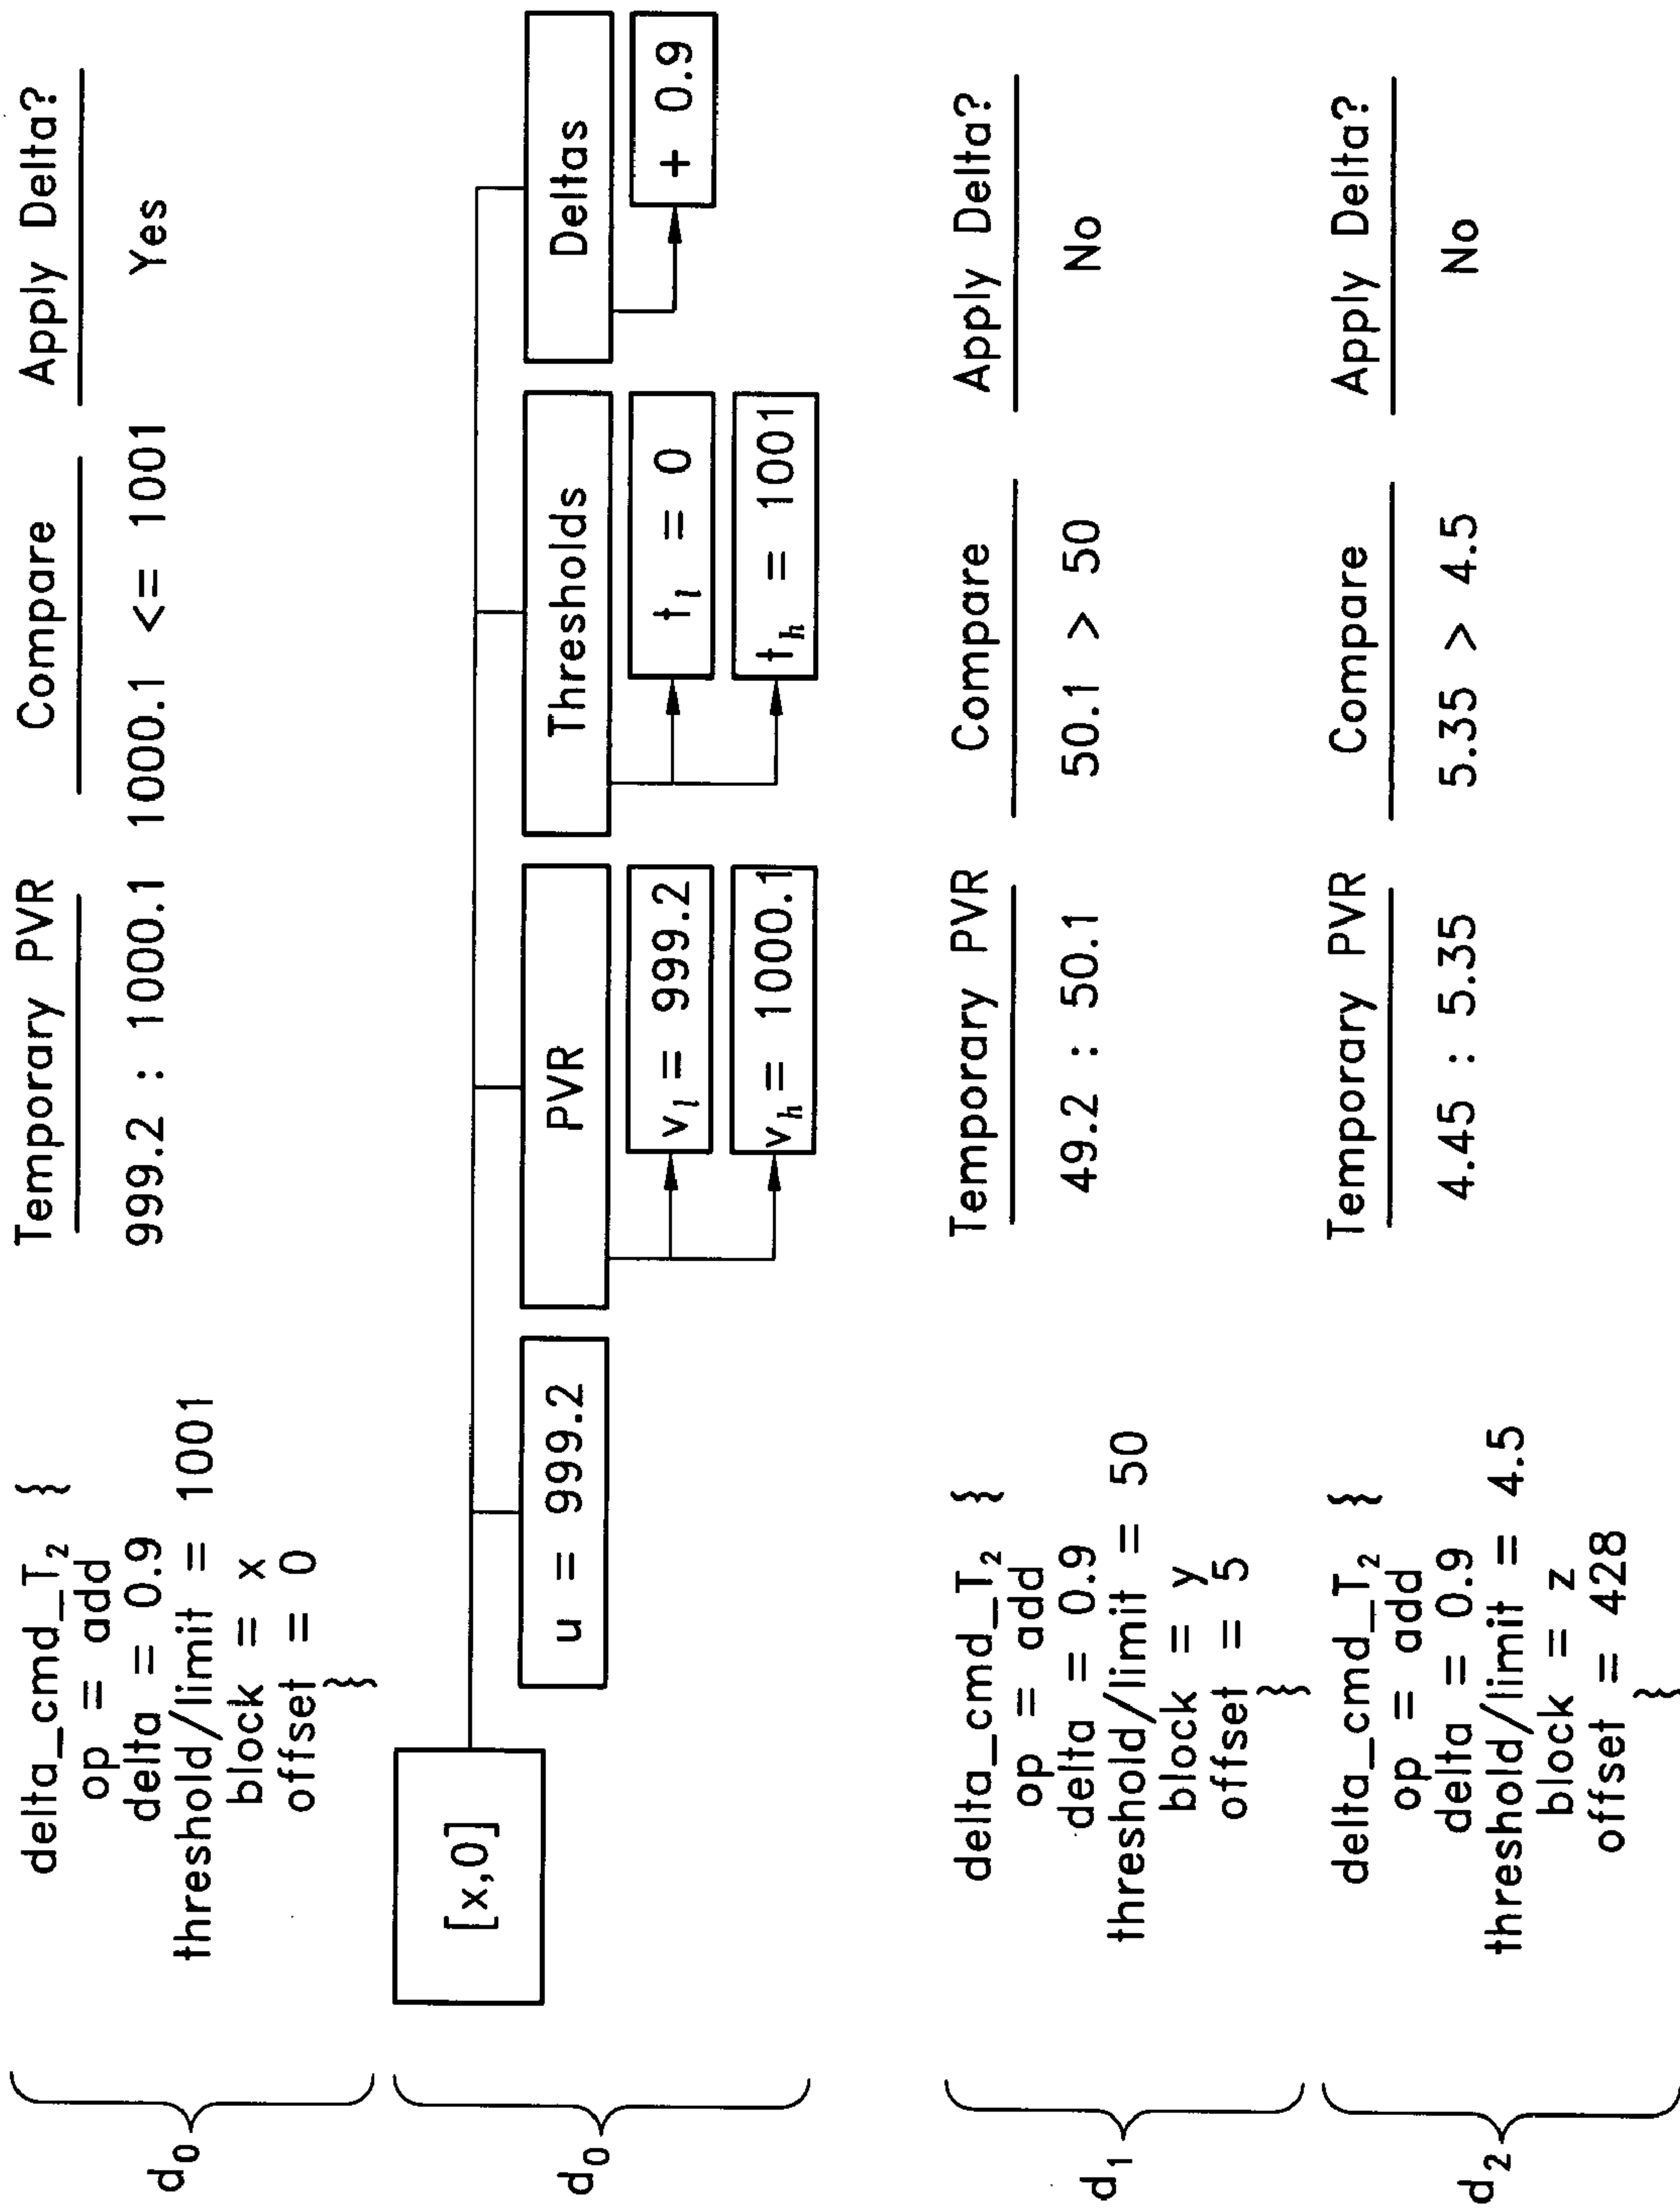 d0
delta_cmd_T2 {
op = add
delta = 0.9
threshold/limit = 1001
block = x
offset = 0
}
Temporary PVR
999.2 : 1000.1
Compare
1000.1 <= 1001
Apply Delta?
Yes
d0
[x,0]
u = 999.2
PVR
vl = 999.2
vh = 1000.1
Thresholds
tl = 0
th = 1001
Deltas
+ 0.9
d1
delta_cmd_T2 {
op = add
delta = 0.9
threshold/limit = 50
block = y
offset = 5
}
Temporary PVR
49.2 : 50.1
Compare
50.1 > 50
Apply Delta?
No
d2
delta_cmd_T2 {
op = add
delta = 0.9
threshold/limit = 4.5
block = z
offset = 428
}
Temporary PVR
4.45 : 5.35
Compare
5.35 > 4.5
Apply Delta?
No